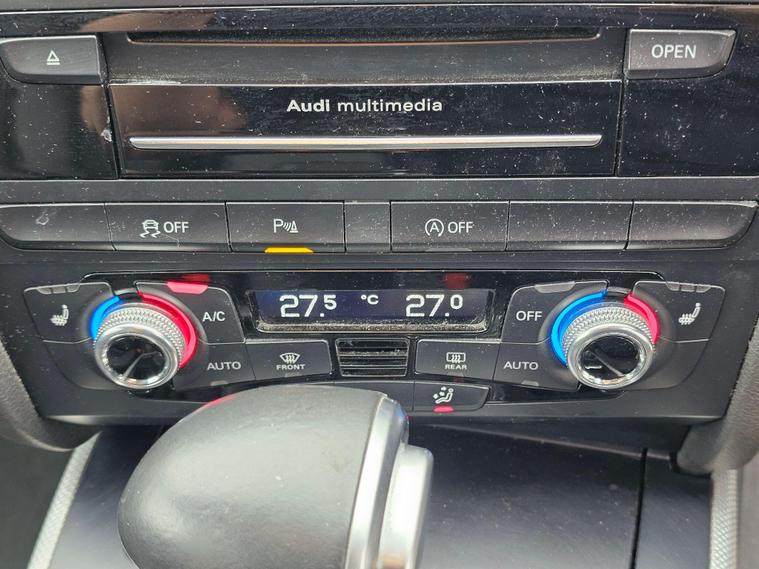 OPEN
Audi multimedia
OFF
P
A OFF
27.5 °C 27.0
A/C
OFF
AUTO
FRONT
REAR
AUTO